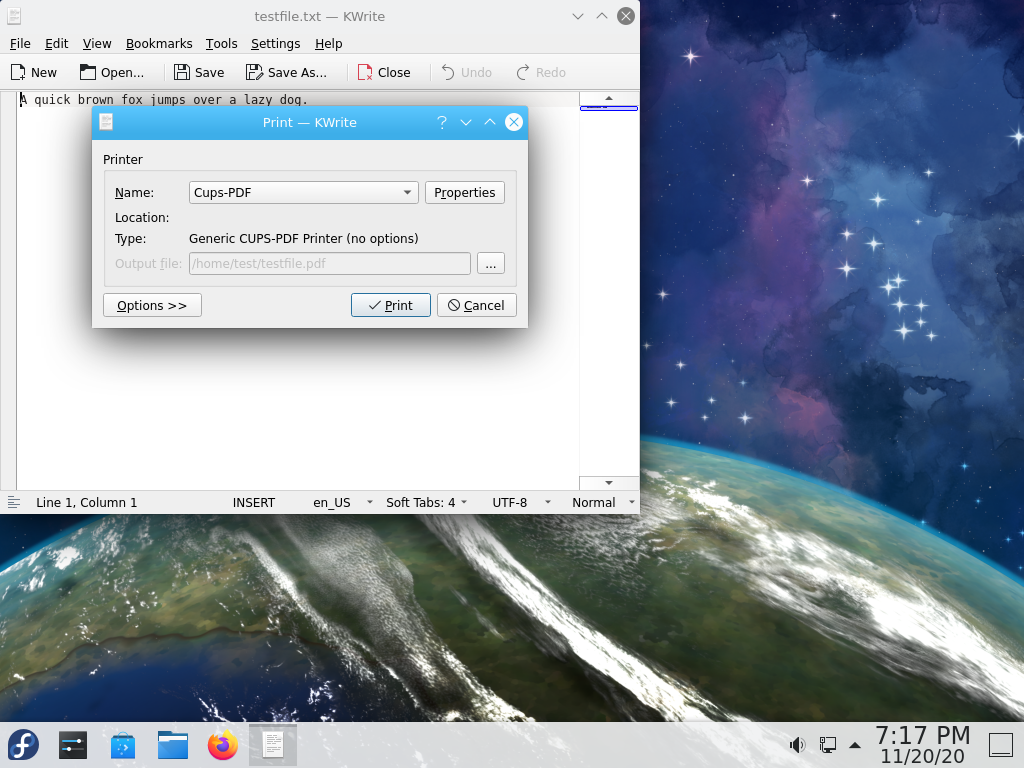 testfile.txt — KWrite
File Edit View Bookmarks Tools Settings Help
New Open... Save Save As... Close Undo Redo
A quick brown fox jumps over a lazy dog.
Print — KWrite
Printer
Name: Cups-PDF Properties
Location:
Type: Generic CUPS-PDF Printer (no options)
Output file: /home/test/testfile.pdf ...
Options >> Print Cancel
Line 1, Column 1 INSERT en_US Soft Tabs: 4 UTF-8 Normal
7:17 PM
11/20/20